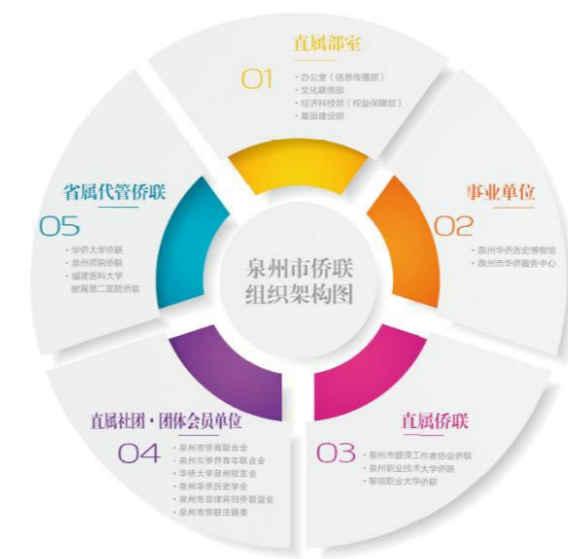 直属部室
01
· 办公室（信息传播部）
· 文化联络部
· 经济科技部（权益保障部）
· 基层建设部
事业单位
02
· 泉州华侨历史博物馆
· 泉州市华侨服务中心
直属侨联
03
· 泉州市翻译工作者协会侨联
· 泉州职业技术大学侨联
· 黎明职业大学侨联
直属社团·团体会员单位
04
· 泉州市侨商联合会
· 泉州市侨界青年联合会
· 华侨大学泉州校友会
· 泉州华侨历史学会
· 泉州市菲律宾归侨联谊会
· 泉州市侨联法顾委
省属代管侨联
05
· 华侨大学侨联
· 泉州师院侨联
· 福建医科大学
附属第二医院侨联
泉州市侨联
组织架构图